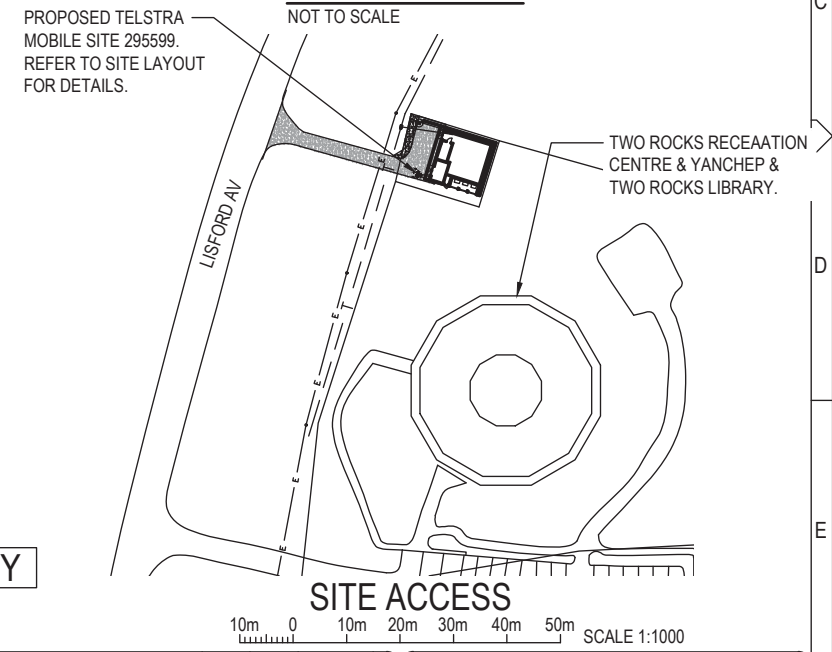 NOT TO SCALE
C
PROPOSED TELSTRA
MOBILE SITE 295599.
REFER TO SITE LAYOUT
FOR DETAILS.
E
TWO ROCKS RECEAATION
CENTRE & YANCHEP &
TWO ROCKS LIBRARY.
E
LISFORD AV
E
D
E
T
E
E
E
E
Y
SITE ACCESS
10m 0 10m 20m 30m 40m 50m
SCALE 1:1000